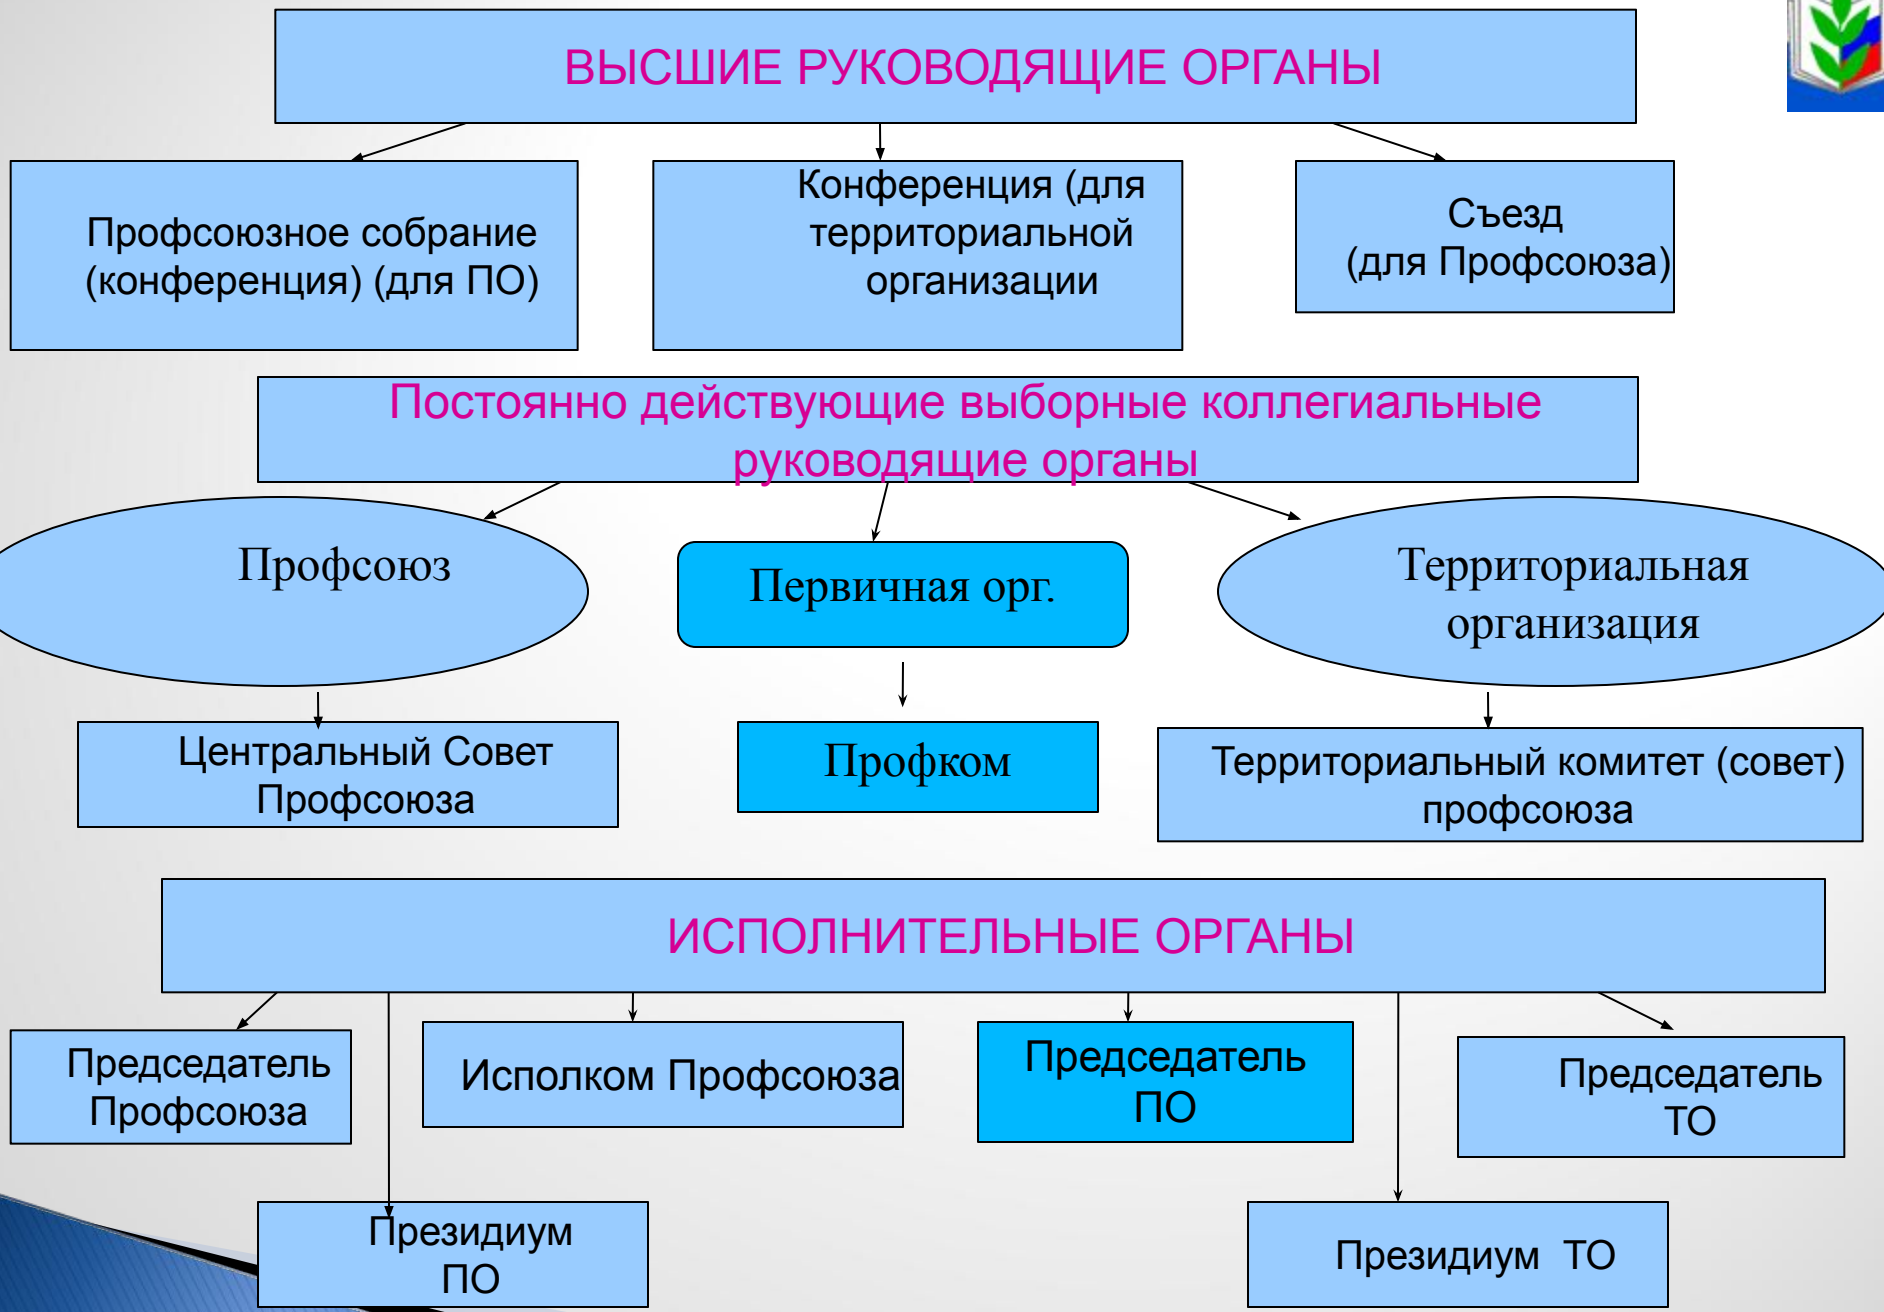 ВЫСШИЕ РУКОВОДЯЩИЕ ОРГАНЫ
Профсоюзное собрание
(конференция) (для ПО)
Конференция (для
территориальной
организации
Съезд
(для Профсоюза)
Постоянно действующие выборные коллегиальные
руководящие органы
Профсоюз
Первичная орг.
Территориальная
организация
Центральный Совет
Профсоюза
Профком
Территориальный комитет (совет)
профсоюза
ИСПОЛНИТЕЛЬНЫЕ ОРГАНЫ
Председатель
Профсоюза
Исполком Профсоюза
Председатель
ПО
Председатель
ТО
Президиум
ПО
Президиум ТО